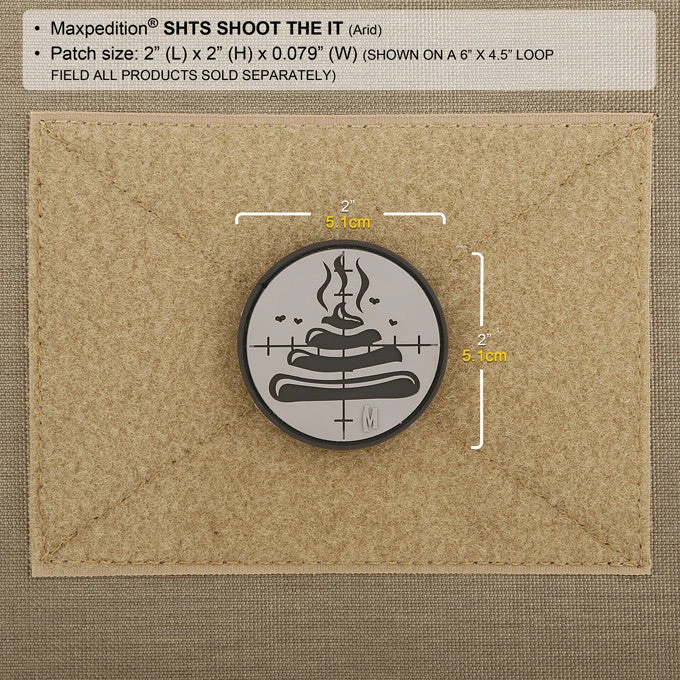 • Maxpedition® SHTS SHOOT THE IT (Arid)
• Patch size: 2” (L) x 2” (H) x 0.079” (W) (SHOWN ON A 6” X 4.5” LOOP
FIELD ALL PRODUCTS SOLD SEPARATELY)
2”
5.1cm
2”
5.1cm
M